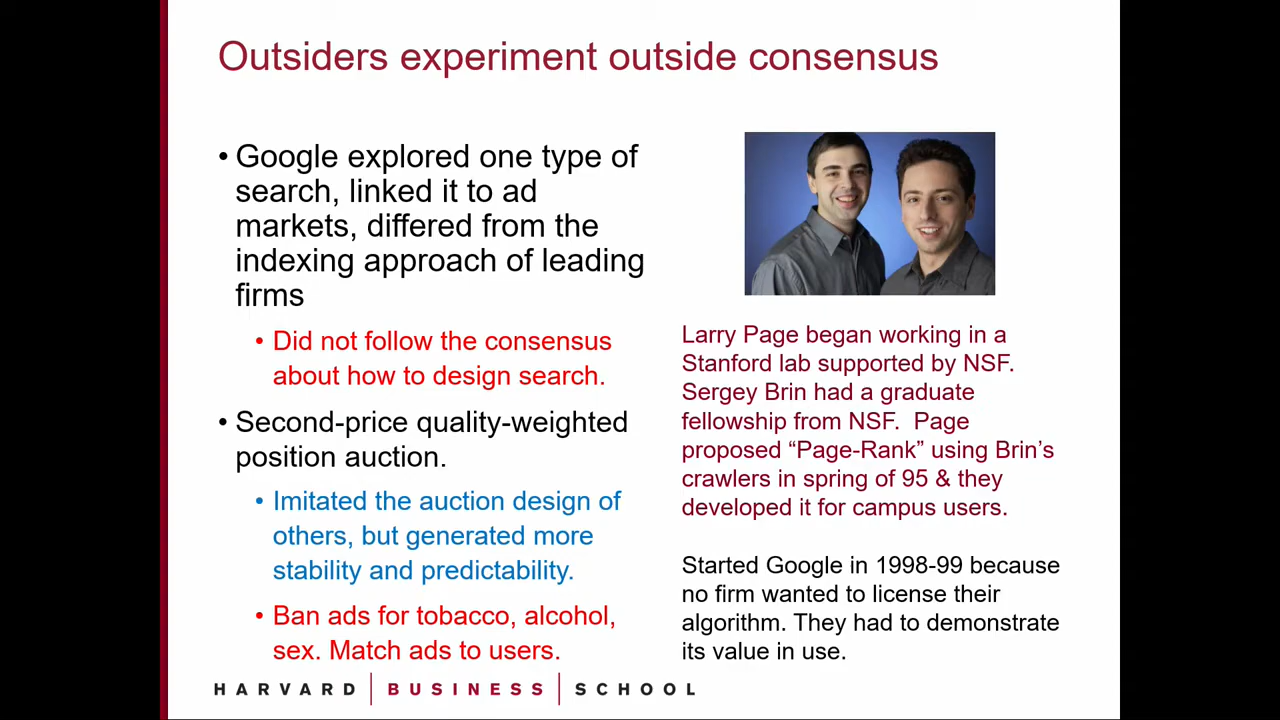 Outsiders experiment outside consensus
• Google explored one type of
search, linked it to ad
markets, differed from the
indexing approach of leading
firms
• Did not follow the consensus
about how to design search.
• Second-price quality-weighted
position auction.
• Imitated the auction design of
others, but generated more
stability and predictability.
• Ban ads for tobacco, alcohol,
sex. Match ads to users.
Larry Page began working in a
Stanford lab supported by NSF.
Sergey Brin had a graduate
fellowship from NSF.  Page
proposed “Page-Rank” using Brin’s
crawlers in spring of 95 & they
developed it for campus users.
Started Google in 1998-99 because
no firm wanted to license their
algorithm. They had to demonstrate
its value in use.
HARVARD | BUSINESS | SCHOOL